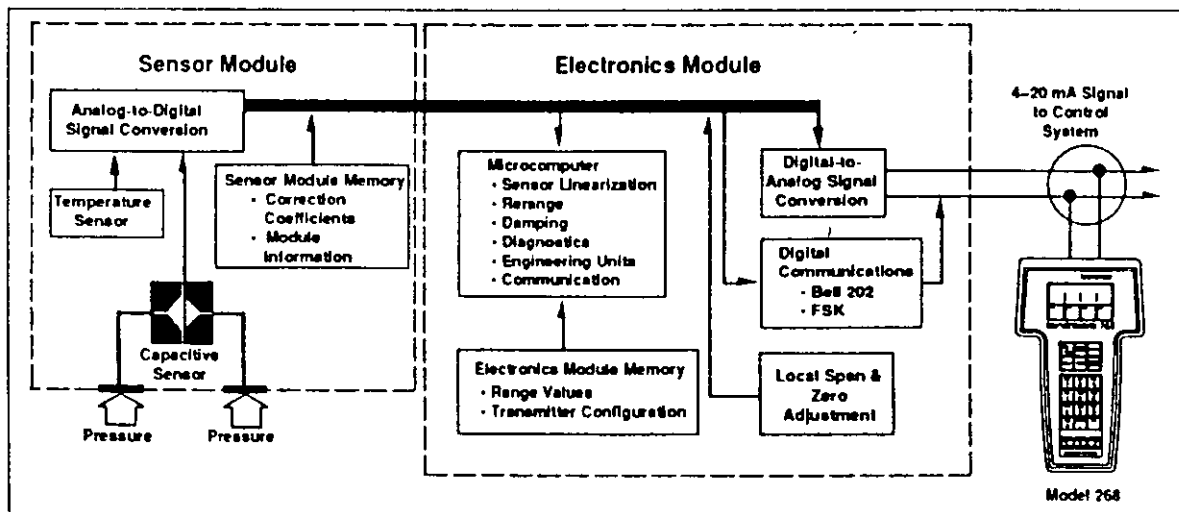 Sensor Module
Analog-to-Digital
Signal Conversion
Temperature
Sensor
Sensor Module Memory
• Correction
Coefficients
• Module
Information
Capacitive
Sensor
Pressure
Pressure
Electronics Module
Microcomputer
• Sensor Linearization
• Rerange
• Damping
• Diagnostics
• Engineering Units
• Communication
Electronics Module Memory
• Range Values
• Transmitter Configuration
Digital-to-
Analog Signal
Conversion
Digital
Communications
• Bell 202
• FSK
Local Span &
Zero
Adjustment
4–20 mA Signal
to Control
System
Model 268